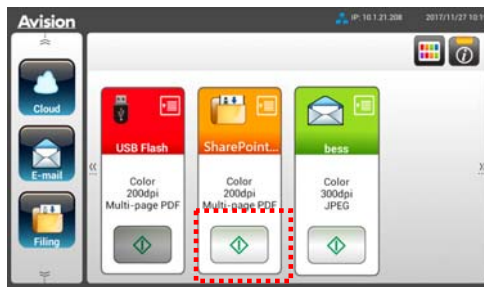 Avision
IP: 10.1.21.208 2017/11/27 10:1
Cloud
E-mail
Filing
USB Flash
Color
200dpi
Multi-page PDF
SharePoint...
Color
200dpi
Multi-page PDF
bess
Color
300dpi
JPEG